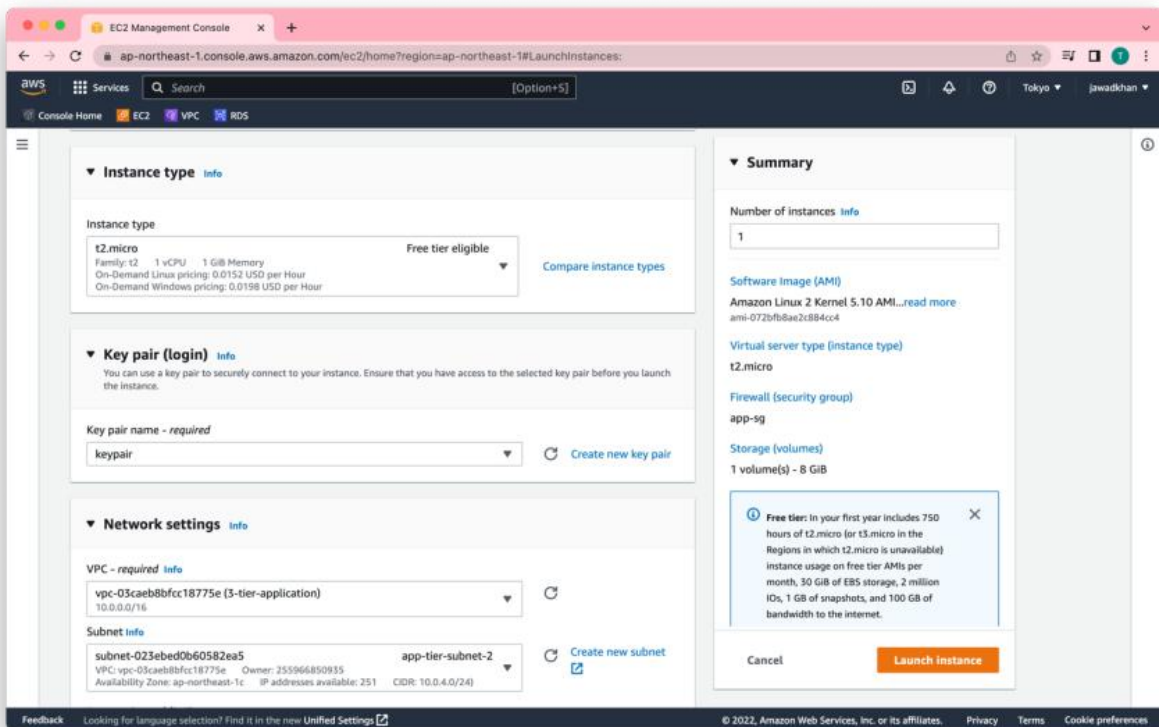 EC2 Management Console
ap-northeast-1.console.aws.amazon.com/ec2/home?region=ap-northeast-1#LaunchInstances:
T
aws
Services
Search
[Option+S]
Tokyo
jawadkhan
Console Home
EC2
VPC
RDS
Instance type Info
Instance type
t2.micro
Free tier eligible
Family: t2 1 vCPU 1 GiB Memory
On-Demand Linux pricing: 0.0152 USD per Hour
On-Demand Windows pricing: 0.0198 USD per Hour
Compare instance types
Key pair (login) Info
You can use a key pair to securely connect to your instance. Ensure that you have access to the selected key pair before you launch
the instance.
Key pair name - required
keypair
Create new key pair
Network settings Info
VPC - required Info
vpc-03caeb8bfcc18775e (3-tier-application)
10.0.0.0/16
Subnet Info
subnet-023ebed0b60582ea5
app-tier-subnet-2
VPC: vpc-03caeb8bfcc18775e Owner: 255966850935
Availability Zone: ap-northeast-1c IP addresses available: 251 CIDR: 10.0.4.0/24)
Create new subnet
Summary
Number of instances Info
1
Software Image (AMI)
Amazon Linux 2 Kernel 5.10 AMI...read more
ami-072bfb8ae2c884cc4
Virtual server type (instance type)
t2.micro
Firewall (security group)
app-sg
Storage (volumes)
1 volume(s) - 8 GiB
Free tier: In your first year includes 750
hours of t2.micro (or t3.micro in the
Regions in which t2.micro is unavailable)
instance usage on free tier AMIs per
month, 30 GiB of EBS storage, 2 million
IOs, 1 GB of snapshots, and 100 GB of
bandwidth to the internet.
Cancel
Launch instance
Feedback
Looking for language selection? Find it in the new Unified Settings
© 2022, Amazon Web Services, Inc. or its affiliates.
Privacy
Terms
Cookie preferences